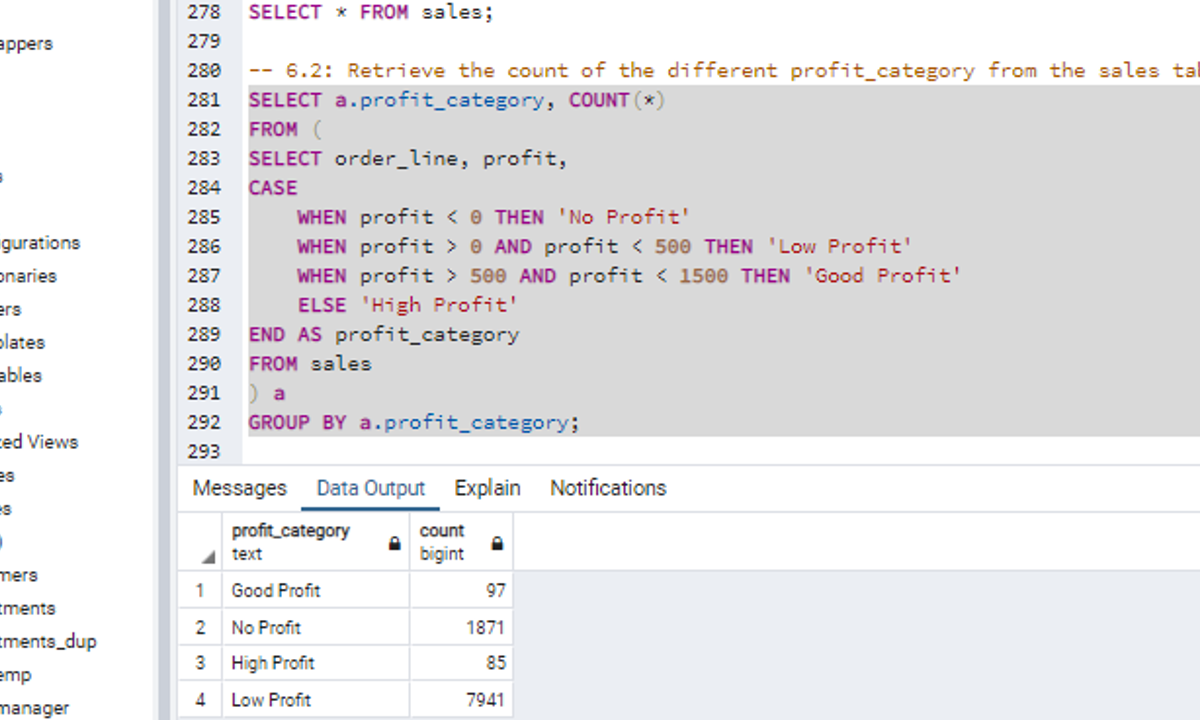 appers
gurations
onaries
ers
plates
ables
zed Views
es
es
mers
tments
tments_dup
emp
manager
278 SELECT * FROM sales;
279
280 -- 6.2: Retrieve the count of the different profit_category from the sales tab
281 SELECT a.profit_category, COUNT(*)
282 FROM (
283 SELECT order_line, profit,
284 CASE
285 WHEN profit < 0 THEN 'No Profit'
286 WHEN profit > 0 AND profit < 500 THEN 'Low Profit'
287 WHEN profit > 500 AND profit < 1500 THEN 'Good Profit'
288 ELSE 'High Profit'
289 END AS profit_category
290 FROM sales
291 ) a
292 GROUP BY a.profit_category;
293
Messages Data Output Explain Notifications
profit_category count
text bigint
1 Good Profit 97
2 No Profit 1871
3 High Profit 85
4 Low Profit 7941